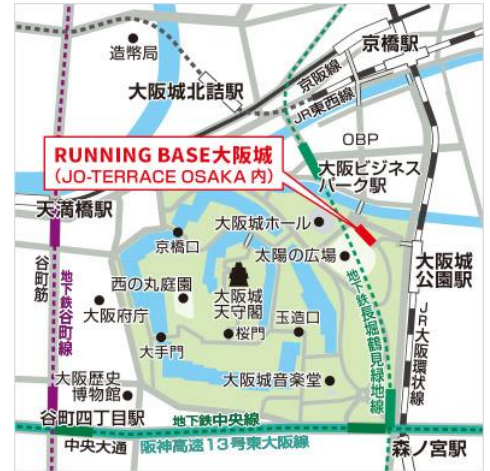 京橋駅
造幣局
京阪線
大阪城北詰駅
JR東西線
OBP
RUNNING BASE大阪城
(JO-TERRACE OSAKA 内)
大阪ビジネス
パーク駅
天満橋駅
大阪城ホール
京橋口
太陽の広場
大阪城
公園駅
谷町筋
地下鉄谷町線
西の丸庭園
大阪城
天守閣
地下鉄長堀鶴見緑地線
JR大阪環状線
大阪府庁
桜門
玉造口
大手門
大阪歴史
博物館
大阪城音楽堂
谷町四丁目駅
地下鉄中央線
中央大通
阪神高速13号東大阪線
森ノ宮駅